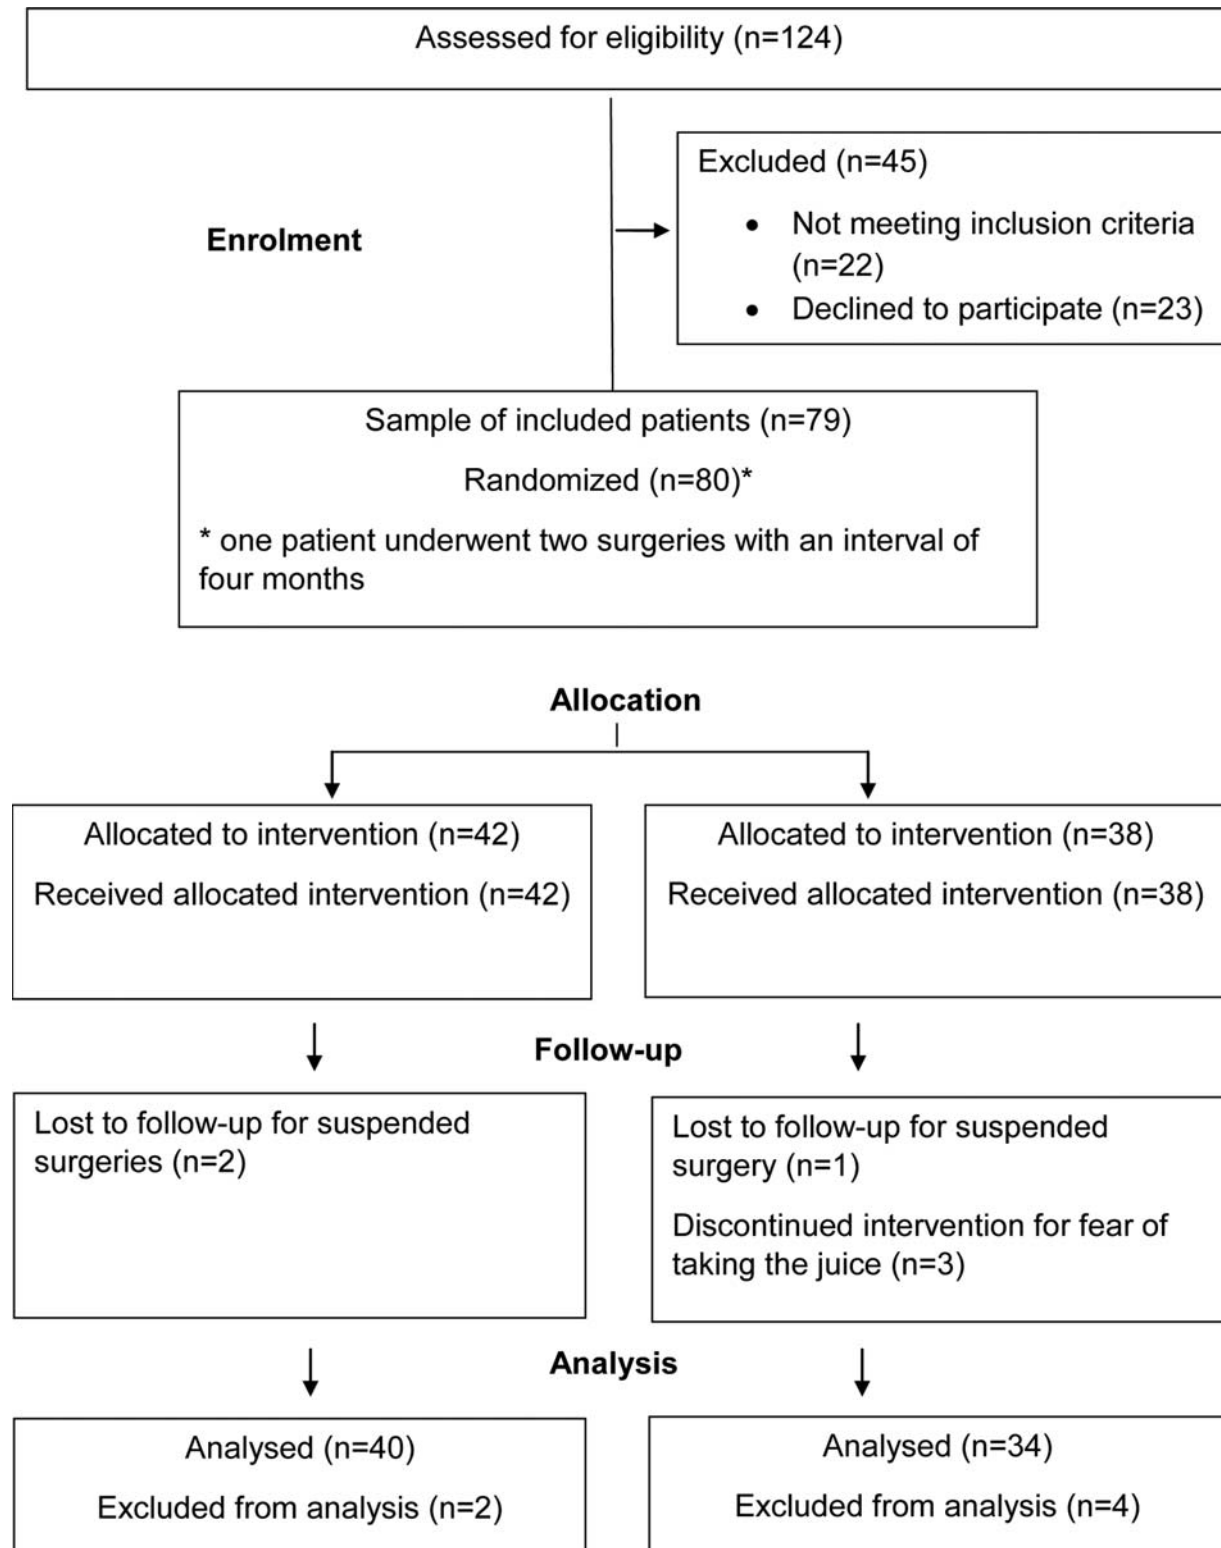 Assessed for eligibility (n=124)
Excluded (n=45)
• Not meeting inclusion criteria
(n=22)
• Declined to participate (n=23)
Enrolment
Sample of included patients (n=79)
Randomized (n=80)*
* one patient underwent two surgeries with an interval of
four months
Allocation
Allocated to intervention (n=42)
Received allocated intervention (n=42)
Allocated to intervention (n=38)
Received allocated intervention (n=38)
Follow-up
Lost to follow-up for suspended
surgeries (n=2)
Lost to follow-up for suspended
surgery (n=1)
Discontinued intervention for fear of
taking the juice (n=3)
Analysis
Analysed (n=40)
Excluded from analysis (n=2)
Analysed (n=34)
Excluded from analysis (n=4)